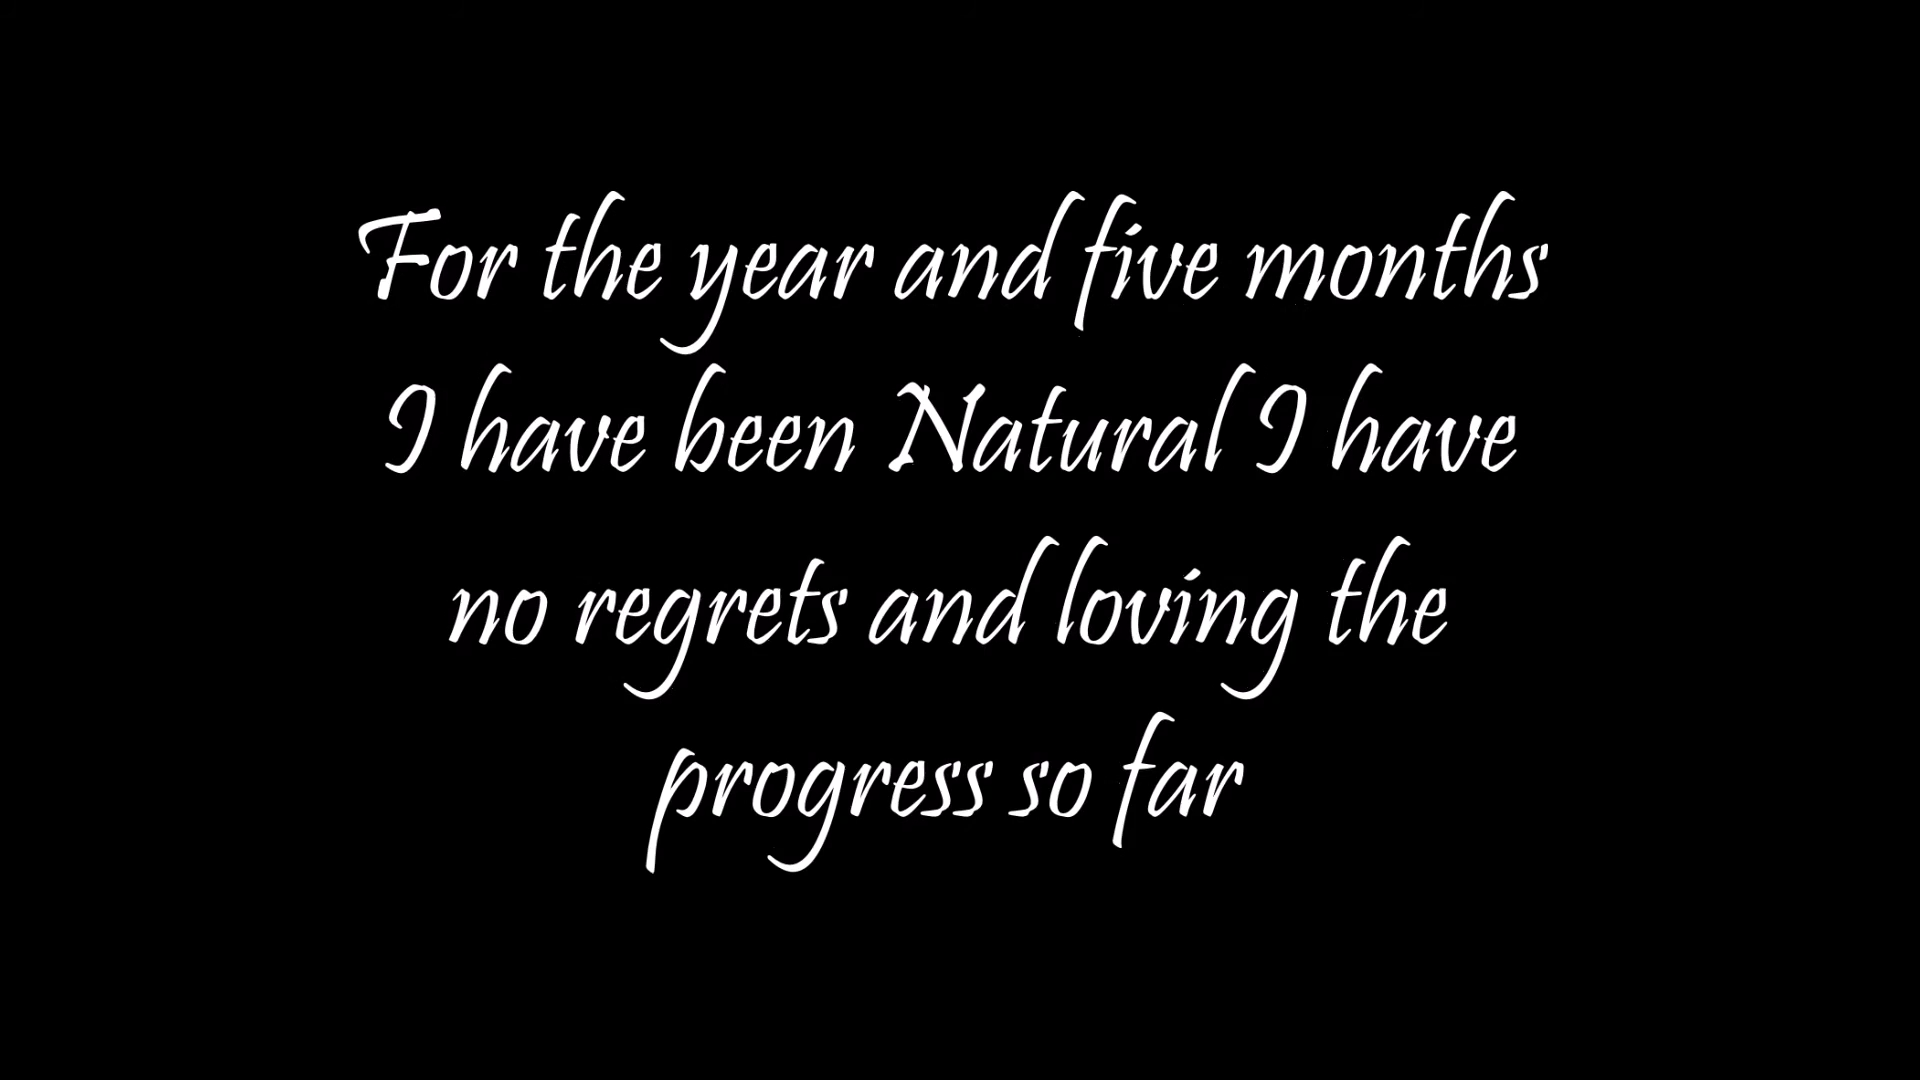 For the year and five months
I have been Natural I have
no regrets and loving the
progress so far